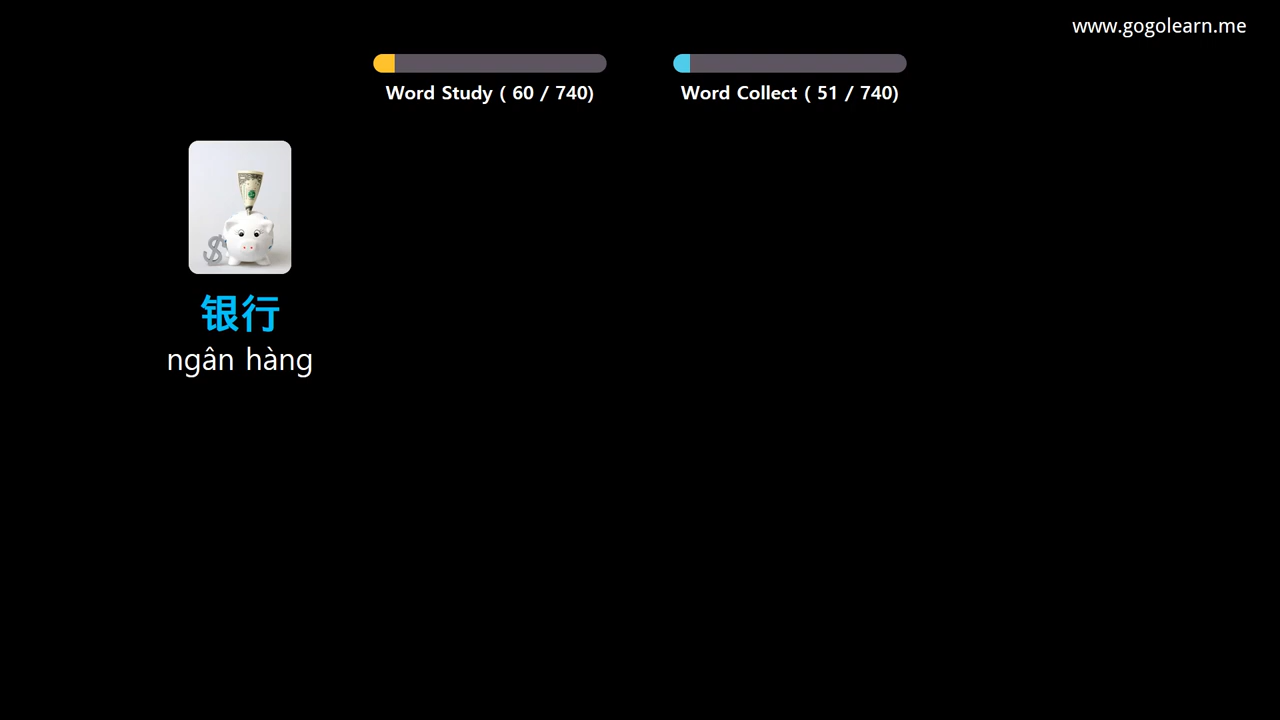 www.gogolearn.me
Word Study ( 60 / 740)
Word Collect ( 51 / 740)
银行
ngân hàng